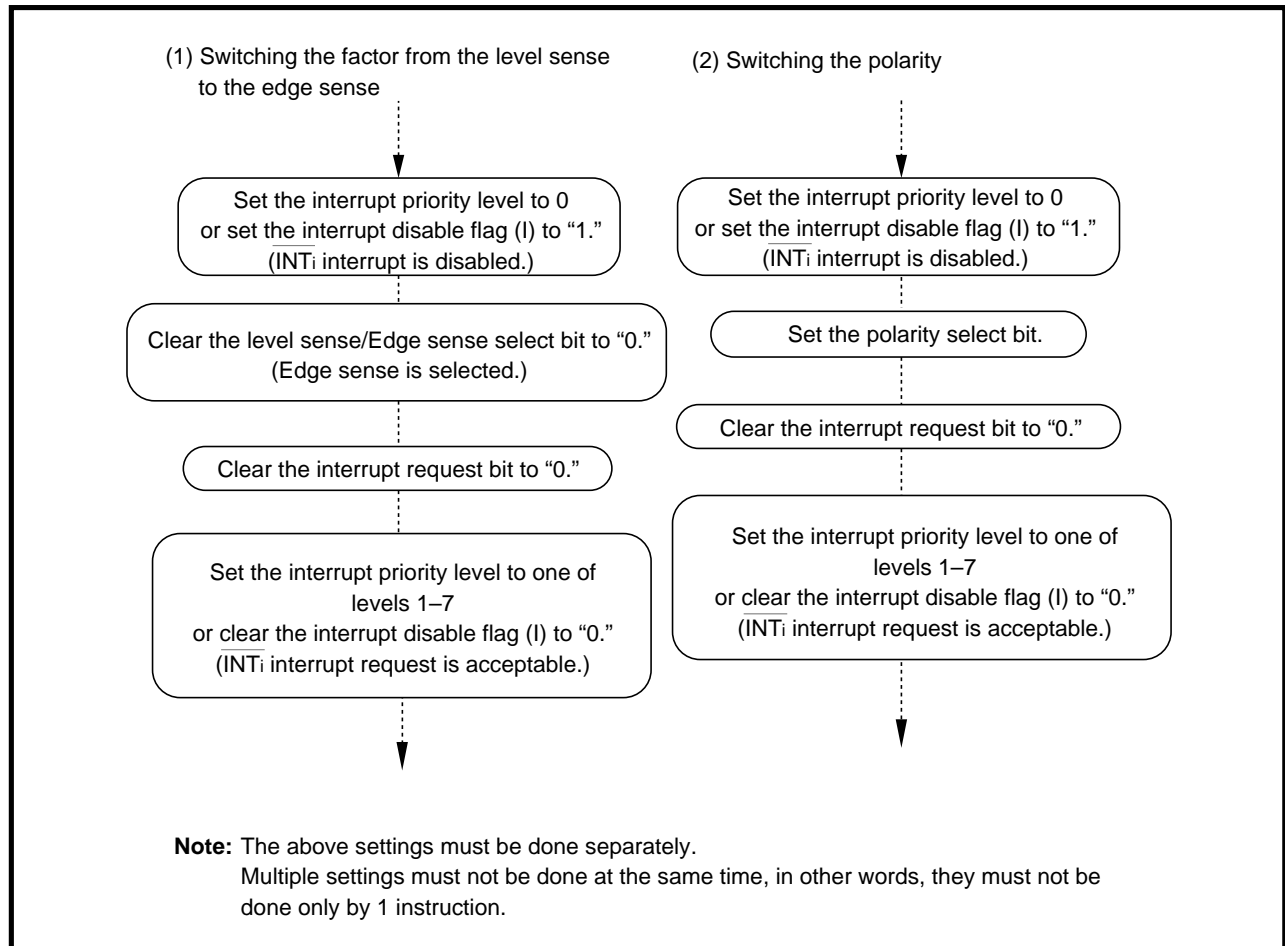 (1) Switching the factor from the level sense
to the edge sense
Set the interrupt priority level to 0
or set the interrupt disable flag (I) to “1.”
(INTi interrupt is disabled.)
Clear the level sense/Edge sense select bit to “0.”
(Edge sense is selected.)
Clear the interrupt request bit to “0.”
Set the interrupt priority level to one of
levels 1–7
or clear the interrupt disable flag (I) to “0.”
(INTi interrupt request is acceptable.)
(2) Switching the polarity
Set the interrupt priority level to 0
or set the interrupt disable flag (I) to “1.”
(INTi interrupt is disabled.)
Set the polarity select bit.
Clear the interrupt request bit to “0.”
Set the interrupt priority level to one of
levels 1–7
or clear the interrupt disable flag (I) to “0.”
(INTi interrupt request is acceptable.)
Note: The above settings must be done separately.
Multiple settings must not be done at the same time, in other words, they must not be
done only by 1 instruction.